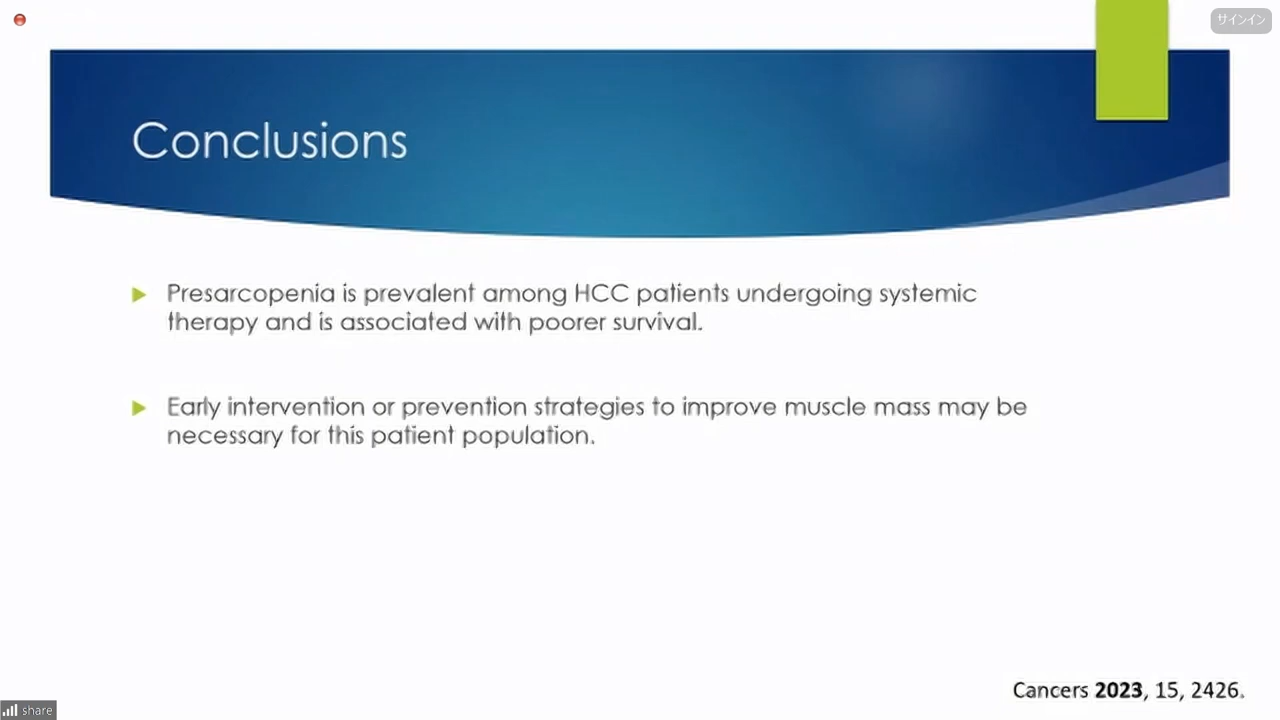 サインイン
Conclusions
Presarcopenia is prevalent among HCC patients undergoing systemic
therapy and is associated with poorer survival.
Early intervention or prevention strategies to improve muscle mass may be
necessary for this patient population.
Cancers 2023, 15, 2426.
share